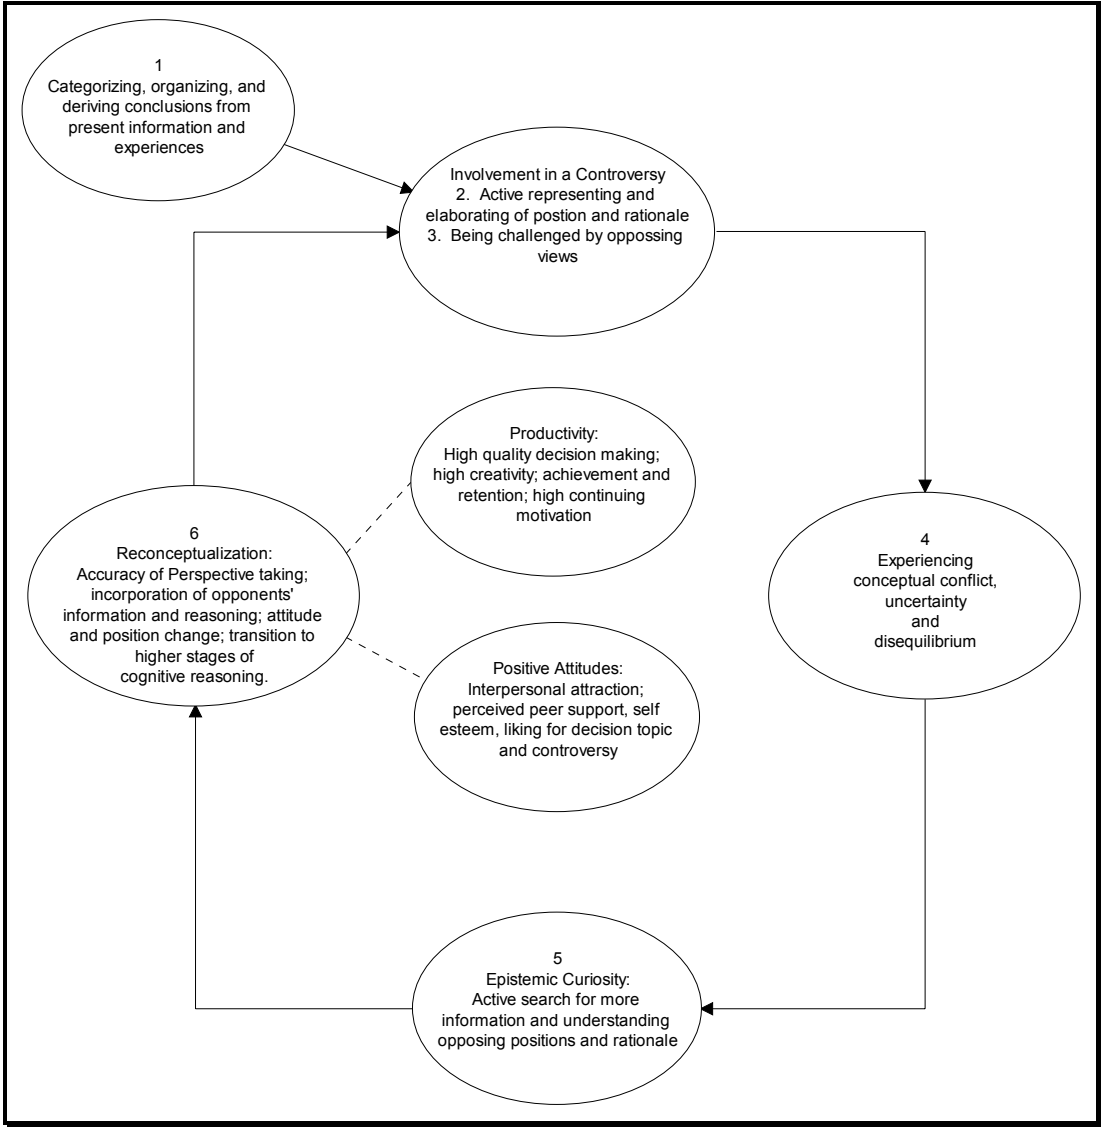 1
Categorizing, organizing, and
deriving conclusions from
present information and
experiences
Involvement in a Controversy
2.  Active representing and
elaborating of postion and rationale
3.  Being challenged by oppossing
views
Productivity:
High quality decision making;
high creativity; achievement and
retention; high continuing
motivation
4
Experiencing
conceptual conflict,
uncertainty
and
disequilibrium
6
Reconceptualization:
Accuracy of Perspective taking;
incorporation of opponents'
information and reasoning; attitude
and position change; transition to
higher stages of
cognitive reasoning.
Positive Attitudes:
Interpersonal attraction;
perceived peer support, self
esteem, liking for decision topic
and controversy
5
Epistemic Curiosity:
Active search for more
information and understanding
opposing positions and rationale